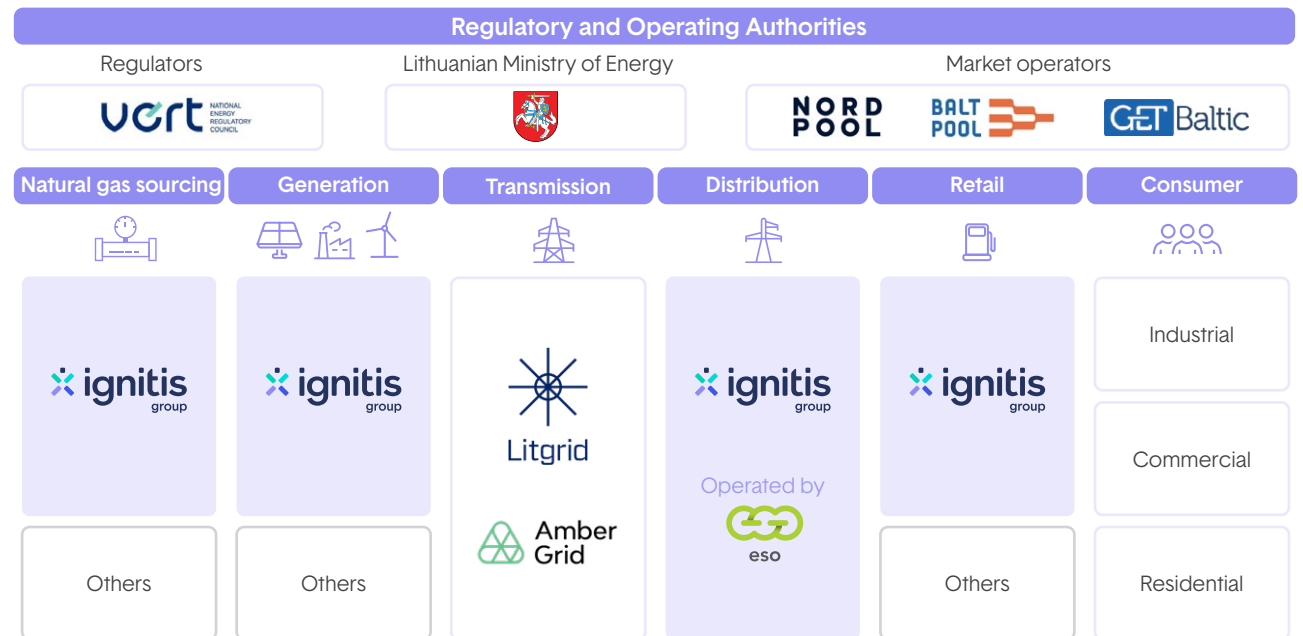 Regulatory and Operating Authorities
Regulators
Lithuanian Ministry of Energy
Market operators
vert
NATIONAL
ENERGY
REGULATORY
COUNCIL
NORD
POOL
BALT
POOL
GET Baltic
Natural gas sourcing
Generation
Transmission
Distribution
Retail
Consumer
ignitis
group
Others
ignitis
group
Others
Litgrid
Amber
Grid
ignitis
group
Operated by
eso
ignitis
group
Others
Industrial
Commercial
Residential